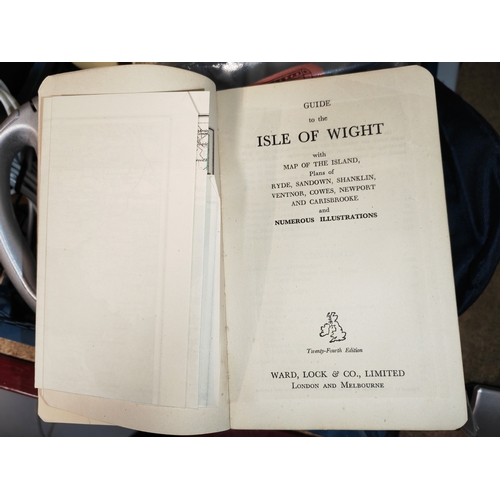 GUIDE
to the
ISLE OF WIGHT
with
MAP OF THE ISLAND,
Plans of
RYDE, SANDOWN, SHANKLIN,
VENTNOR, COWES, NEWPORT
AND CARISBROOKE
and
NUMEROUS ILLUSTRATIONS
Twenty-Fourth Edition
WARD, LOCK & CO., LIMITED
LONDON AND MELBOURNE